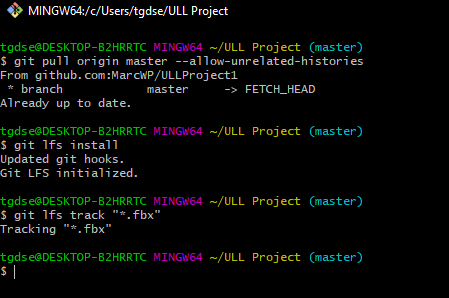 MINGW64:/c/Users/tgdse/ULL Project
tgdse@DESKTOP-B2HRRTC MINGW64 ~/ULL Project (master)
$ git pull origin master --allow-unrelated-histories
From github.com:MarcWP/ULLProject1
 * branch            master     -> FETCH_HEAD
Already up to date.
tgdse@DESKTOP-B2HRRTC MINGW64 ~/ULL Project (master)
$ git lfs install
Updated git hooks.
Git LFS initialized.
tgdse@DESKTOP-B2HRRTC MINGW64 ~/ULL Project (master)
$ git lfs track "*.fbx"
Tracking "*.fbx"
tgdse@DESKTOP-B2HRRTC MINGW64 ~/ULL Project (master)
$